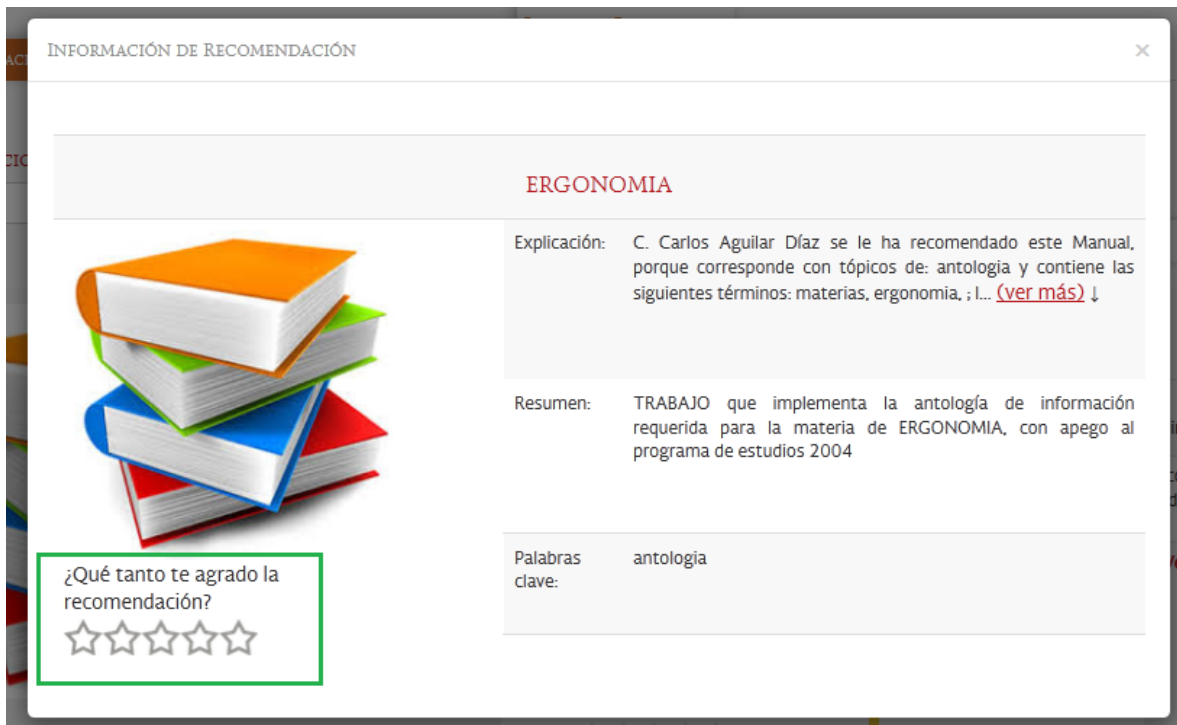 INFORMACIÓN DE RECOMENDACIÓN ×
ERGONOMIA
Explicación: C. Carlos Aguilar Díaz se le ha recomendado este Manual,
porque corresponde con tópicos de: antologia y contiene las
siguientes términos: materias, ergonomia, ; l... (ver más) ↓
Resumen: TRABAJO que implementa la antología de información
requerida para la materia de ERGONOMIA, con apego al
programa de estudios 2004
Palabras
clave:
antologia
¿Qué tanto te agrado la
recomendación?